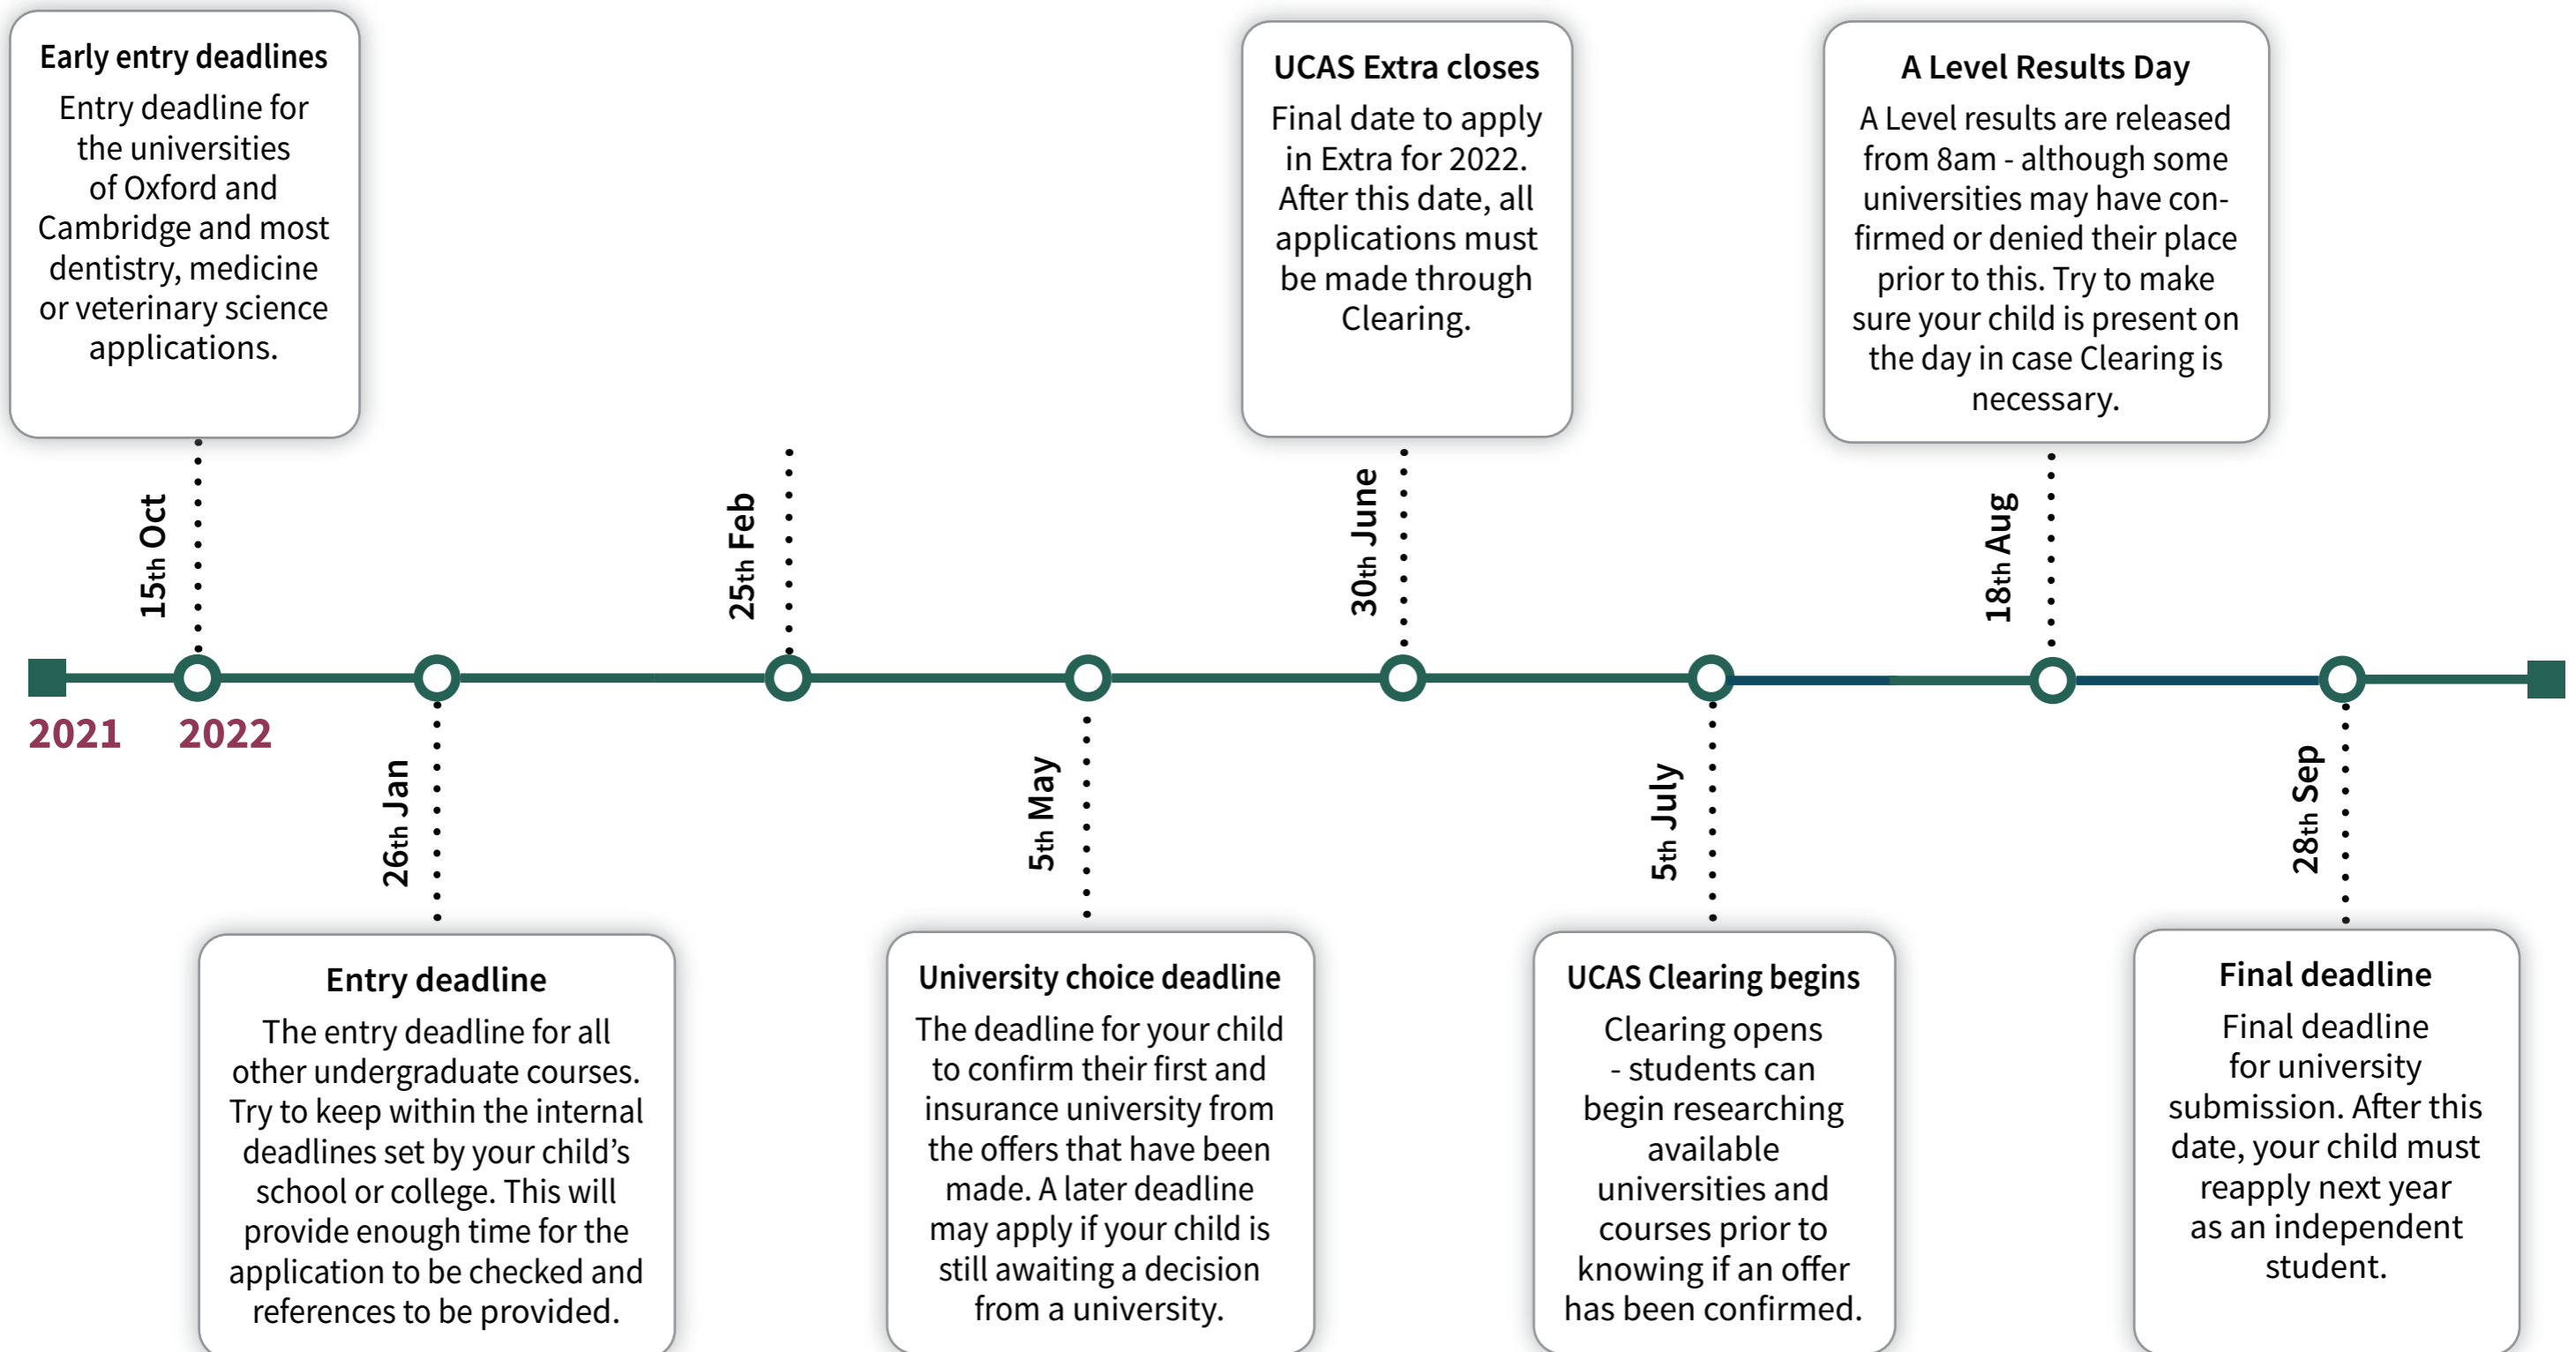 Early entry deadlines
Entry deadline for
the universities
of Oxford and
Cambridge and most
dentistry, medicine
or veterinary science
applications.
UCAS Extra closes
Final date to apply
in Extra for 2022.
After this date, all
applications must
be made through
Clearing.
A Level Results Day
A Level results are released
from 8am - although some
universities may have con-
firmed or denied their place
prior to this. Try to make
sure your child is present on
the day in case Clearing is
necessary.
15th Oct
25th Feb
30th June
18th Aug
2021
2022
26th Jan
5th May
5th July
28th Sep
Entry deadline
The entry deadline for all
other undergraduate courses.
Try to keep within the internal
deadlines set by your child’s
school or college. This will
provide enough time for the
application to be checked and
references to be provided.
University choice deadline
The deadline for your child
to confirm their first and
insurance university from
the offers that have been
made. A later deadline
may apply if your child is
still awaiting a decision
from a university.
UCAS Clearing begins
Clearing opens
- students can
begin researching
available
universities and
courses prior to
knowing if an offer
has been confirmed.
Final deadline
Final deadline
for university
submission. After this
date, your child must
reapply next year
as an independent
student.